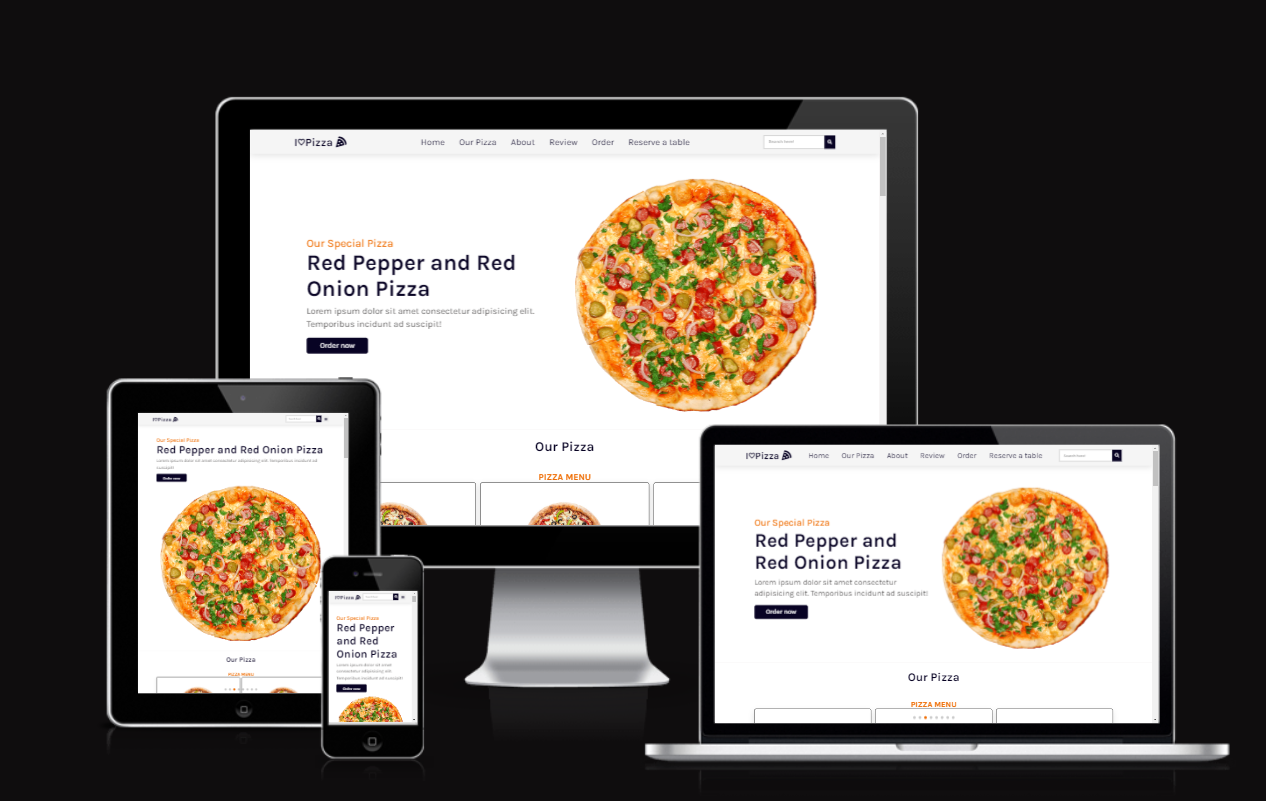 I♡Pizza
Home Our Pizza About Review Order Reserve a table
Our Special Pizza
Red Pepper and Red
Onion Pizza
Lorem ipsum dolor sit amet consectetur adipisicing elit.
Temporibus incidunt ad suscipit!
Order now
Our Pizza
PIZZA MENU
I♡Pizza
Our Special Pizza
Red Pepper and Red Onion Pizza
Lorem ipsum dolor sit amet consectetur adipisicing elit. Temporibus incidunt ad
suscipit!
Order now
Our Pizza
PIZZA MENU
I♡Pizza
Our Special Pizza
Red Pepper
and Red
Onion Pizza
Lorem ipsum dolor sit amet
consectetur adipisicing elit.
Temporibus incidunt ad suscipit!
Order now
I♡Pizza Home Our Pizza About Review Order Reserve a table
Our Special Pizza
Red Pepper and
Red Onion Pizza
Lorem ipsum dolor sit amet consectetur
adipisicing elit. Temporibus incidunt ad suscipit!
Order now
Our Pizza
PIZZA MENU